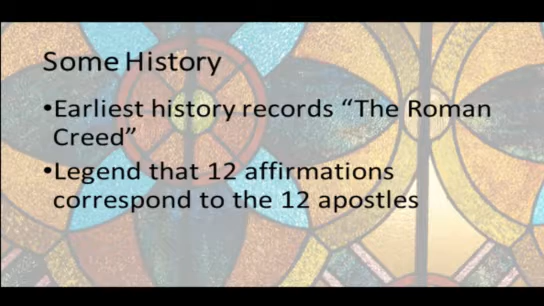 Some History
•Earliest history records “The Roman
Creed”
•Legend that 12 affirmations
correspond to the 12 apostles